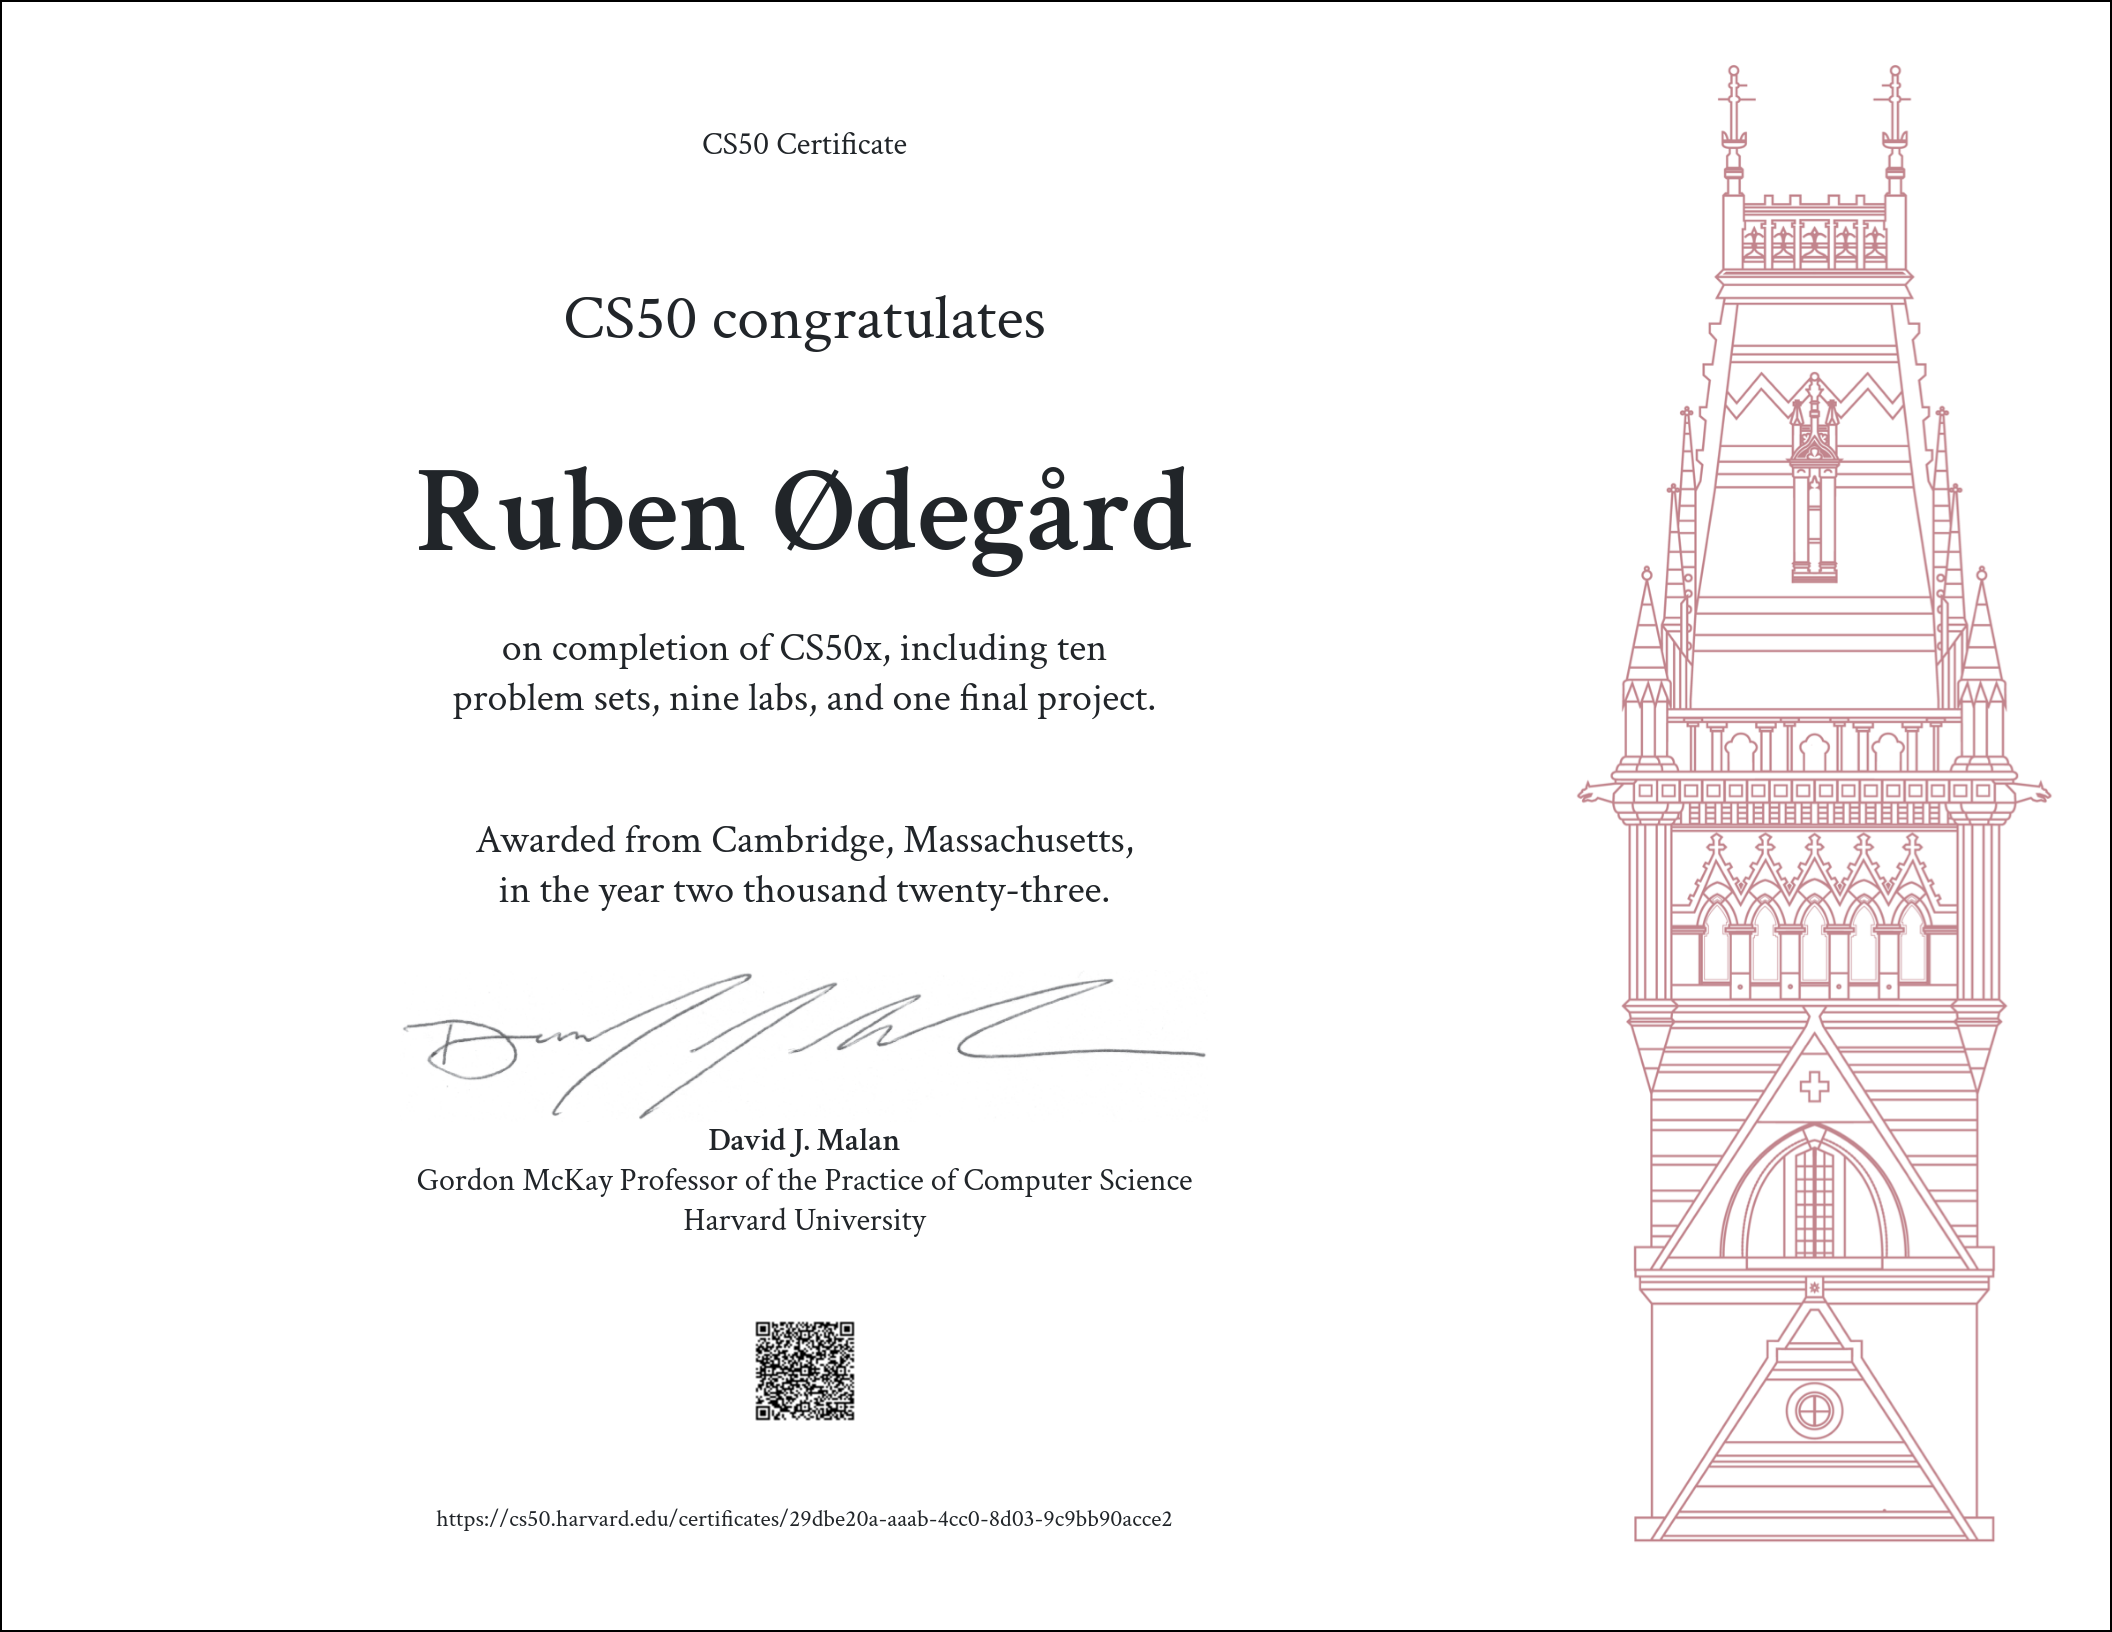 CS50 Certificate
CS50 congratulates
Ruben Ødegård
on completion of CS50x, including ten
problem sets, nine labs, and one final project.
Awarded from Cambridge, Massachusetts,
in the year two thousand twenty-three.
David J. Malan
Gordon McKay Professor of the Practice of Computer Science
Harvard University
https://cs50.harvard.edu/certificates/29dbe20a-aaab-4cc0-8d03-9c9bb90acce2